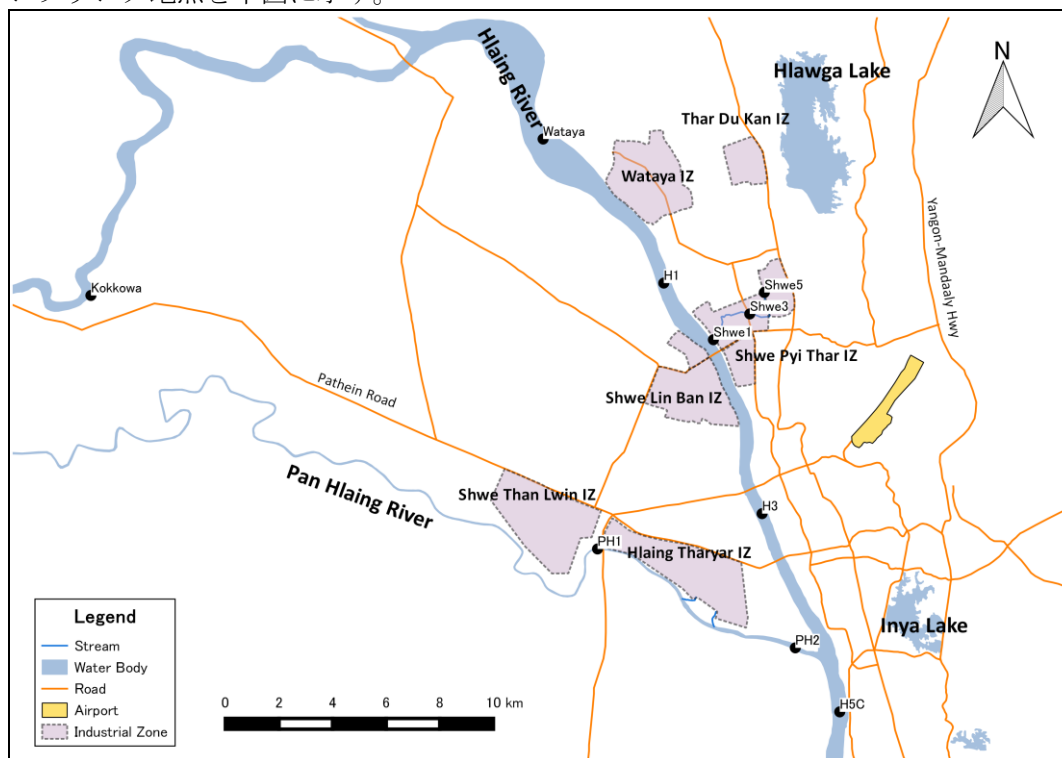 N
Hlaing River
Hlawga Lake
Thar Du Kan IZ
Wataya
Wataya IZ
Yangon-Mandaaly Hwy
Kokkowa
H1
Shwe5
Shwe3
Shwe1
Shwe Pyi Thar IZ
Pathein Road
Shwe Lin Ban IZ
Pan Hlaing River
Shwe Than Lwin IZ
H3
PH1
Hlaing Tharyar IZ
Inya Lake
PH2
H5C
Legend
Stream
Water Body
Road
Airport
Industrial Zone
0 2 4 6 8 10 km